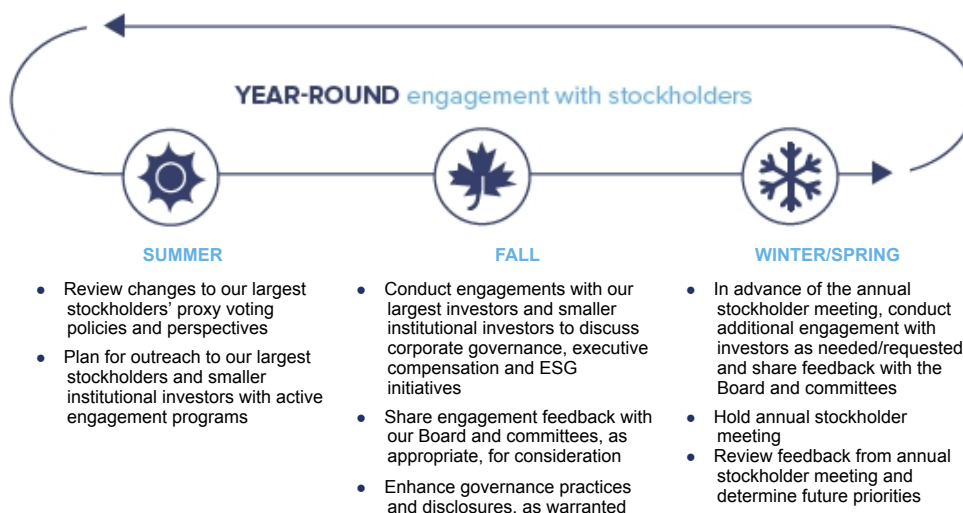 YEAR-ROUND engagement with stockholders
SUMMER
• Review changes to our largest
stockholders’ proxy voting
policies and perspectives
• Plan for outreach to our largest
stockholders and smaller
institutional investors with active
engagement programs
FALL
• Conduct engagements with our
largest investors and smaller
institutional investors to discuss
corporate governance, executive
compensation and ESG
initiatives
• Share engagement feedback with
our Board and committees, as
appropriate, for consideration
• Enhance governance practices
and disclosures, as warranted
WINTER/SPRING
• In advance of the annual
stockholder meeting, conduct
additional engagement with
investors as needed/requested
and share feedback with the
Board and committees
• Hold annual stockholder
meeting
• Review feedback from annual
stockholder meeting and
determine future priorities